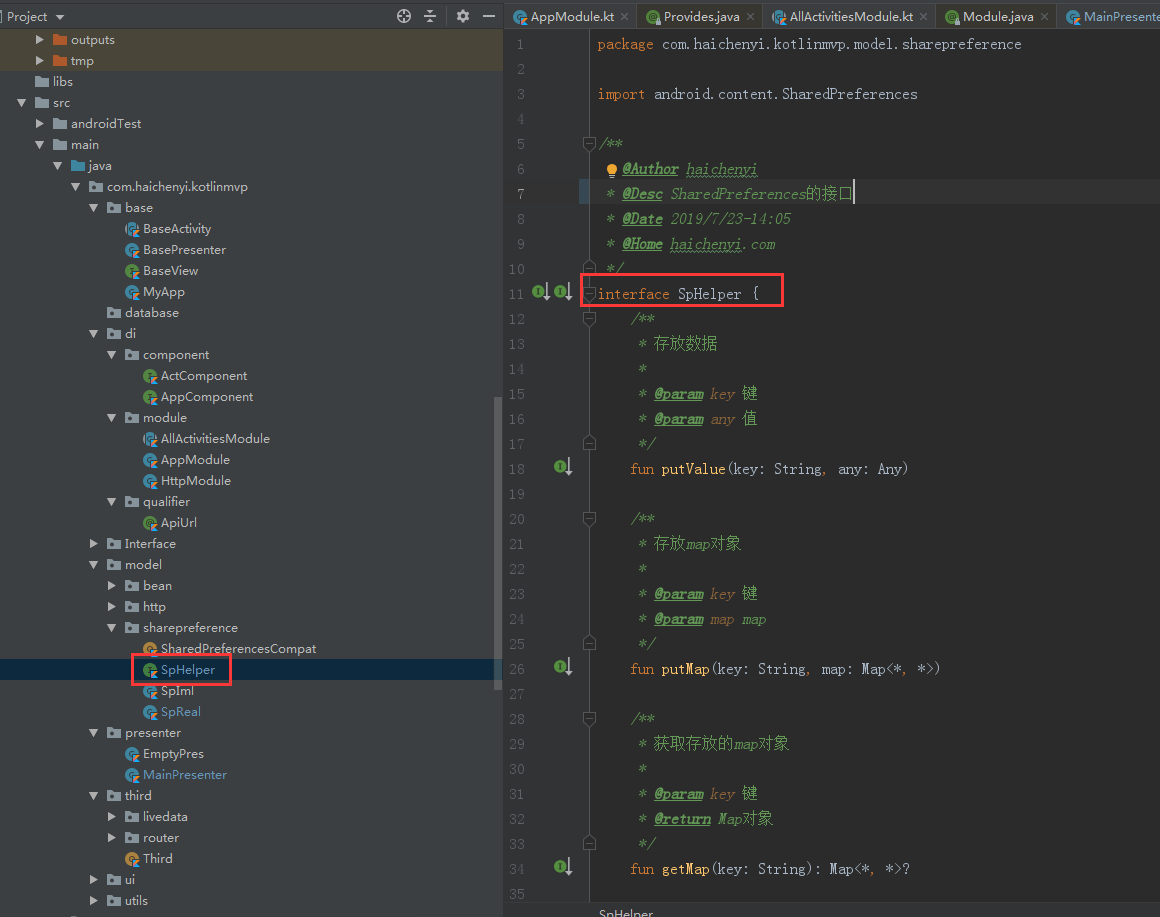 Project
outputs
tmp
libs
src
androidTest
main
java
com.haichenyi.kotlinmvp
base
BaseActivity
BasePresenter
BaseView
MyApp
database
di
component
ActComponent
AppComponent
module
AllActivitiesModule
AppModule
HttpModule
qualifier
ApiUrl
Interface
model
bean
http
sharepreference
SharedPreferencesCompat
SpHelper
SpIml
SpReal
presenter
EmptyPres
MainPresenter
third
livedata
router
Third
ui
utils
AppModule.kt Provides.java AllActivitiesModule.kt Module.java MainPresente
1 package com.haichenyi.kotlinmvp.model.sharepreference
2
3 import android.content.SharedPreferences
4
5 /**
6 @Author haichenyi
7 * @Desc SharedPreferences的接口
8 * @Date 2019/7/23-14:05
9 * @Home haichenyi.com
10 */
11 interface SpHelper {
12 /**
13 * 存放数据
14 *
15 * @param key 键
16 * @param any 值
17 */
18 fun putValue(key: String, any: Any)
19
20 /**
21 * 存放map对象
22 *
23 * @param key 键
24 * @param map map
25 */
26 fun putMap(key: String, map: Map<*, *>)
27
28 /**
29 * 获取存放的map对象
30 *
31 * @param key 键
32 * @return Map对象
33 */
34 fun getMap(key: String): Map<*, *>?
35
SpHelper